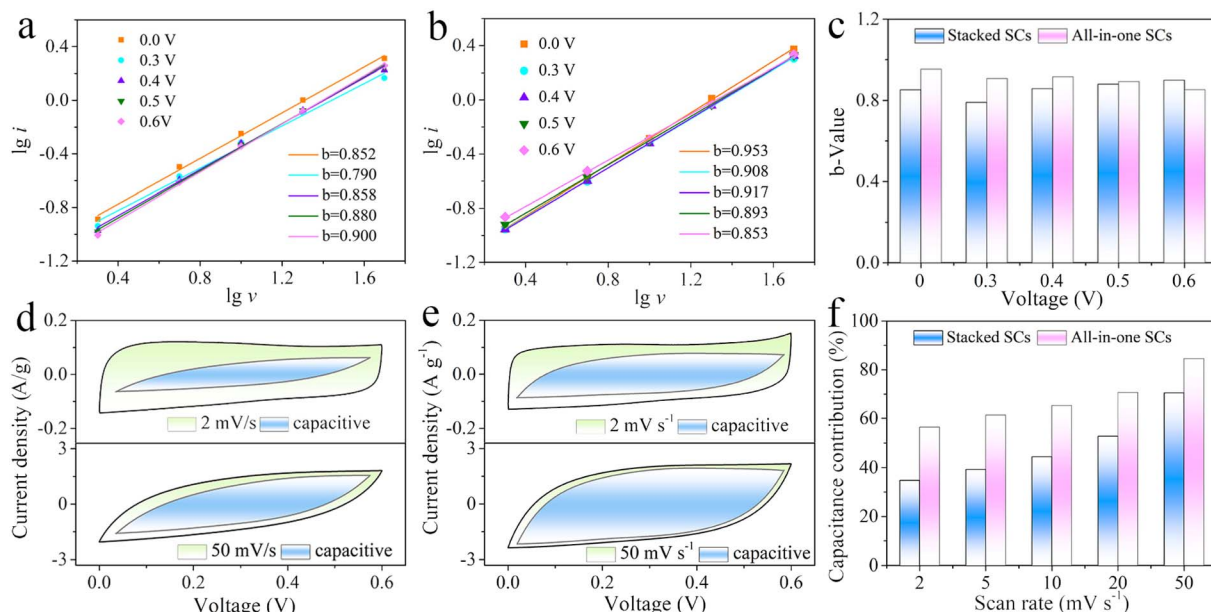 a
0.4
0.0
-0.4
-0.8
-1.2
lg i
0.0 V
0.3 V
0.4 V
0.5 V
0.6V
b=0.852
b=0.790
b=0.858
b=0.880
b=0.900
0.4
0.8
1.2
1.6
lg v
b
0.4
0.0
-0.4
-0.8
-1.2
lg i
0.0 V
0.3 V
0.4 V
0.5 V
0.6 V
b=0.953
b=0.908
b=0.917
b=0.893
b=0.853
0.4
0.8
1.2
1.6
lg v
c
1.2
0.8
0.4
0.0
b-Value
Stacked SCs
All-in-one SCs
0
0.3
0.4
0.5
0.6
Voltage (V)
d
0.2
0.0
-0.2
2 mV/s
capacitive
3
0
-3
Current density (A/g)
50 mV/s
capacitive
0.0
0.2
0.4
0.6
Voltage (V)
e
0.2
0.0
-0.2
2 mV s⁻¹
capacitive
3
0
-3
Current density (A g⁻¹)
50 mV s⁻¹
capacitive
0.0
0.2
0.4
0.6
Voltage (V)
f
100
80
60
40
20
0
Capacitance contribution (%)
Stacked SCs
All-in-one SCs
2
5
10
20
50
Scan rate (mV s⁻¹)